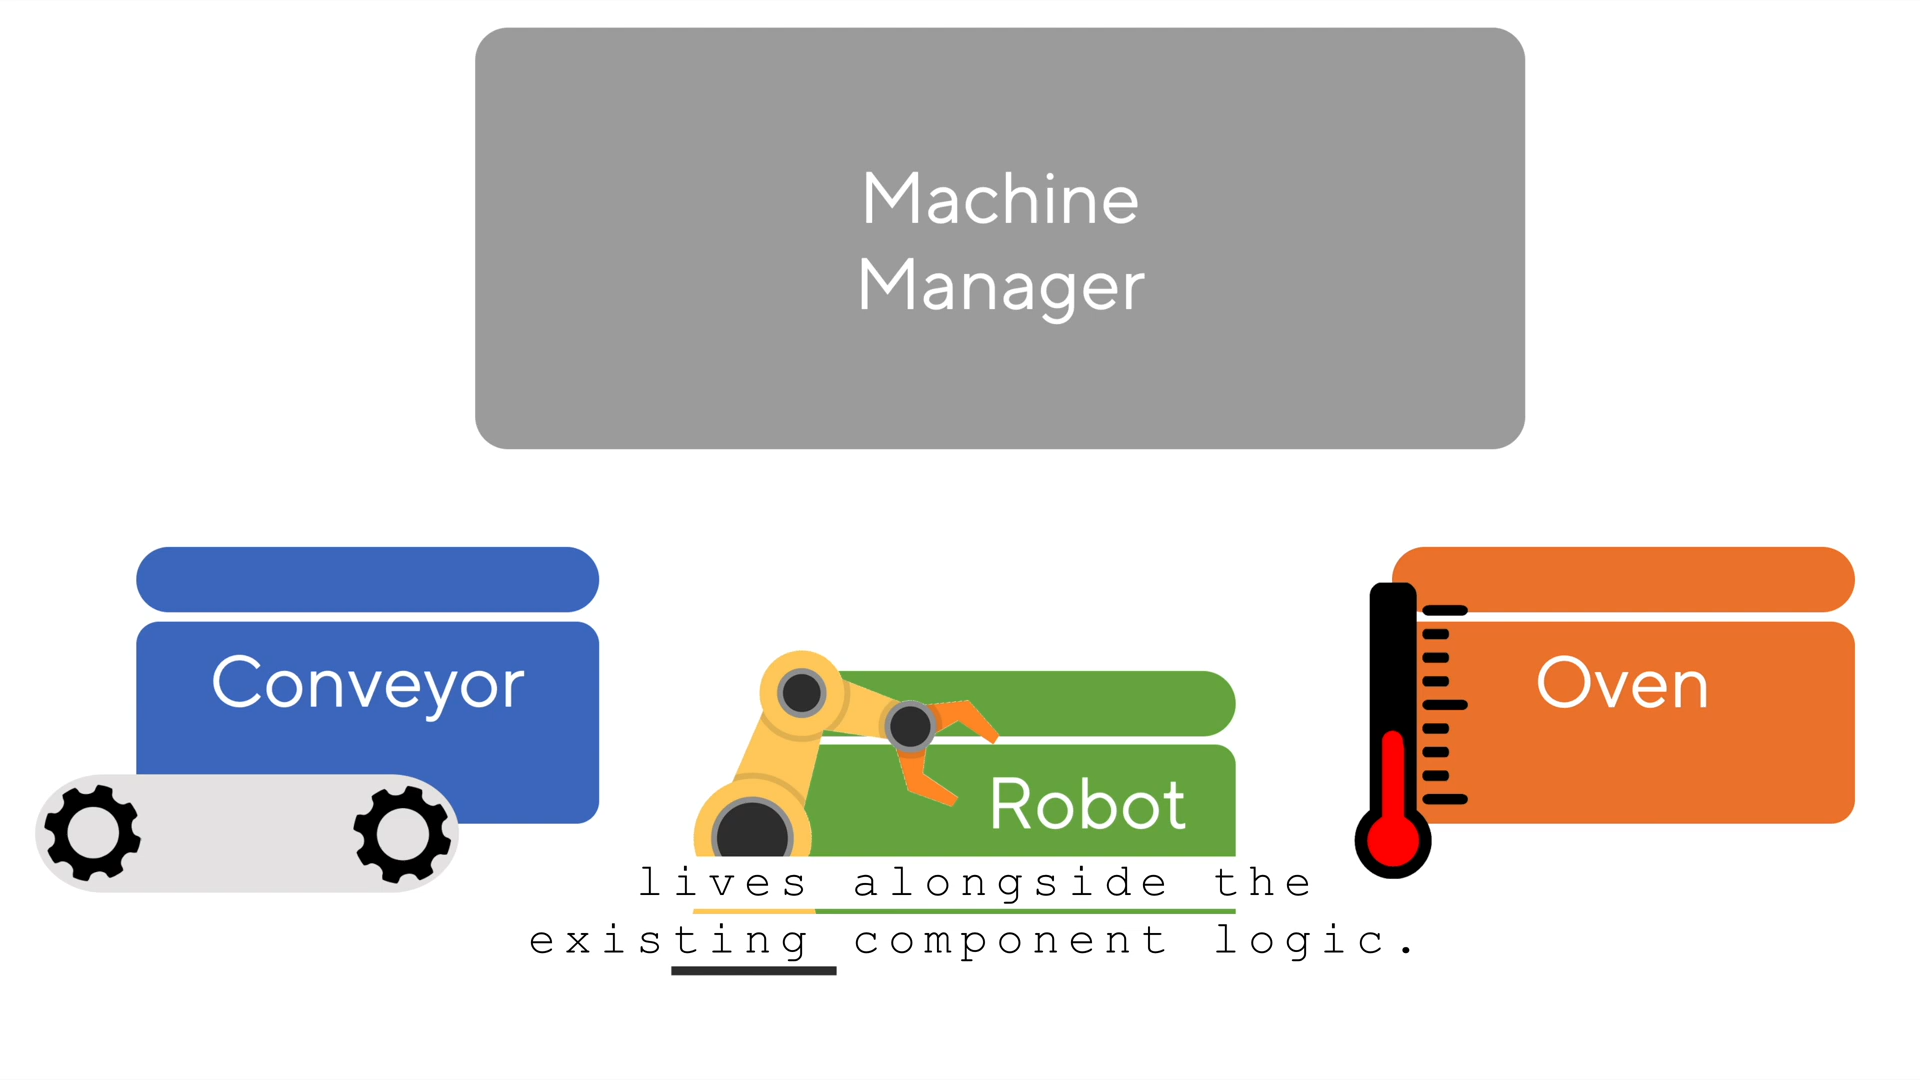 Machine
Manager
Conveyor
Oven
Robot
lives alongside the
existing component logic.